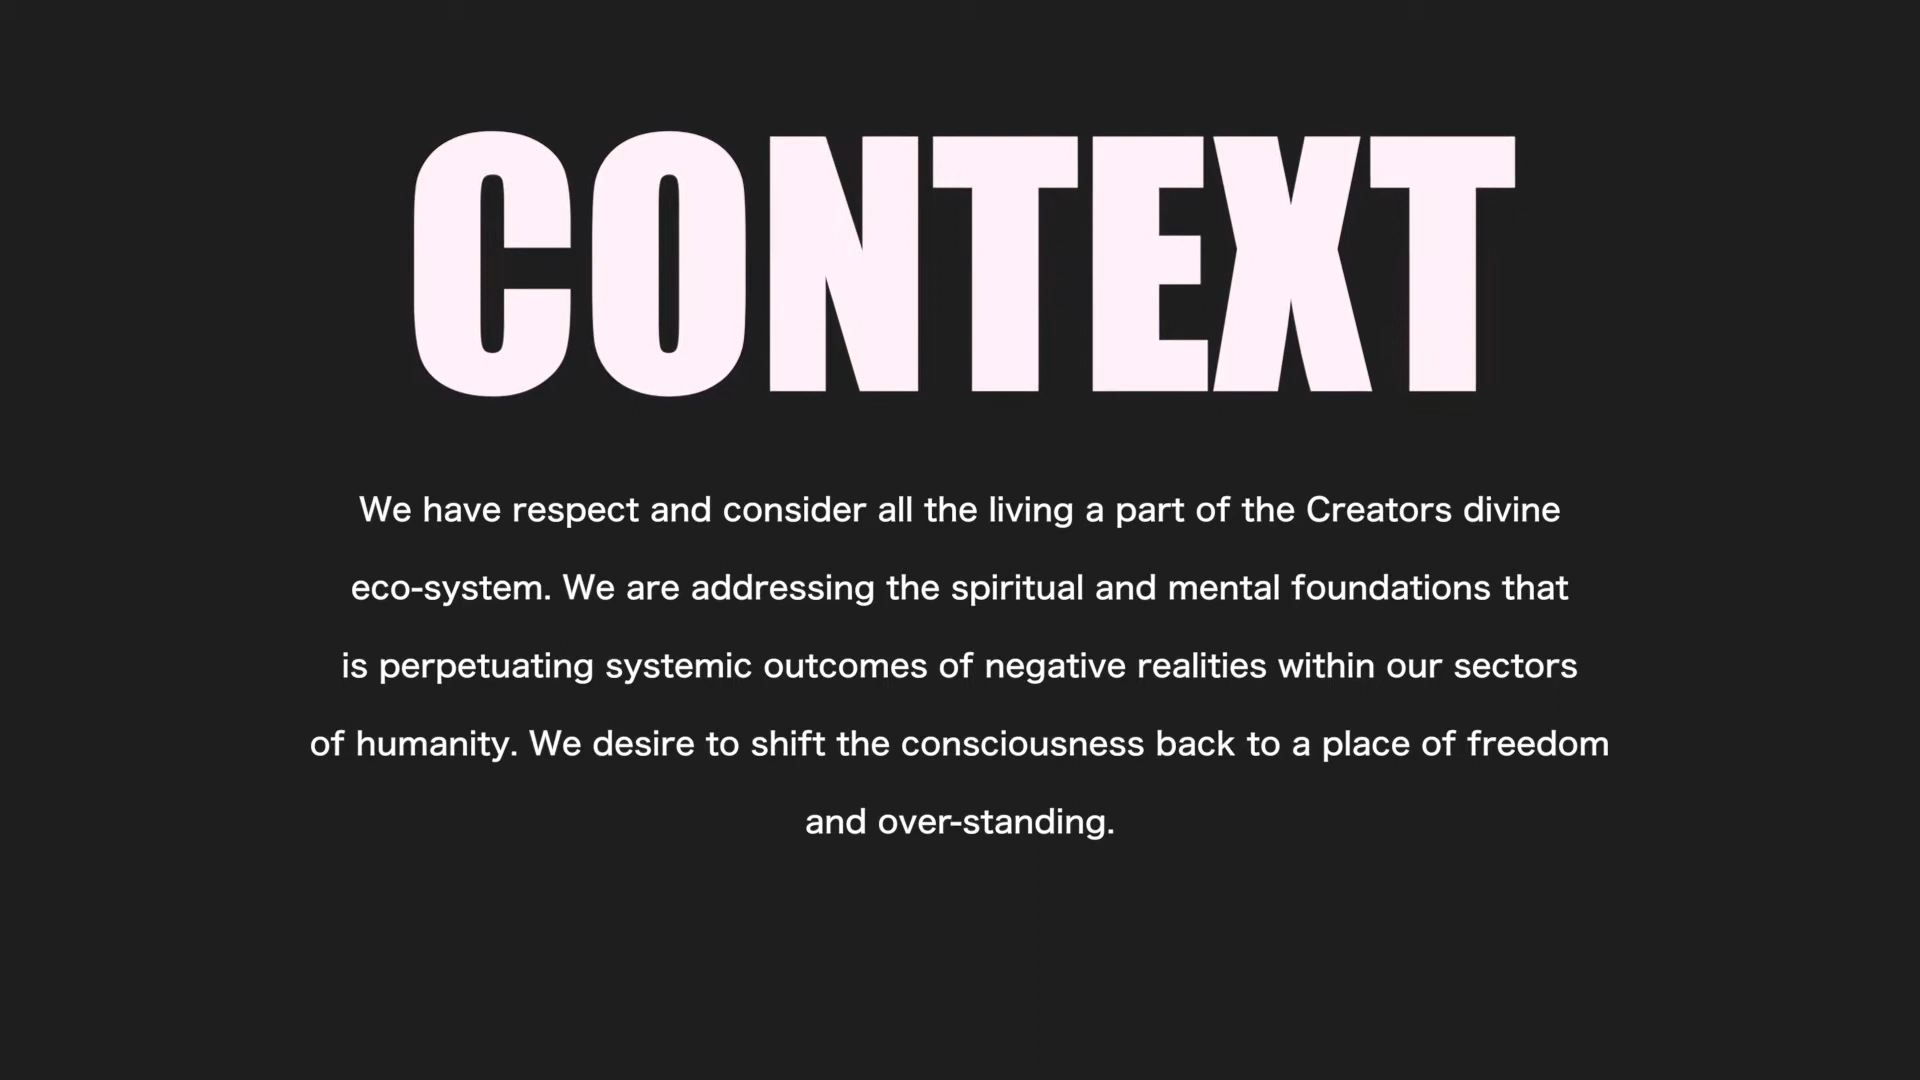 CONTEXT
We have respect and consider all the living a part of the Creators divine
eco-system. We are addressing the spiritual and mental foundations that
is perpetuating systemic outcomes of negative realities within our sectors
of humanity. We desire to shift the consciousness back to a place of freedom
and over-standing.